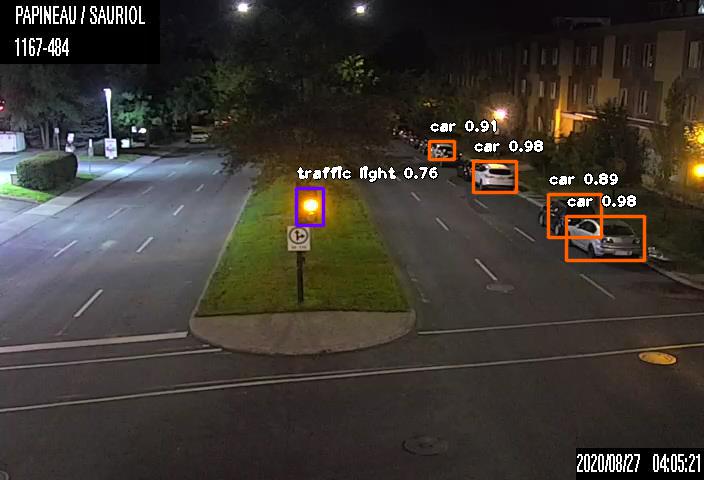 PAPINEAU / SAURIOL
1167-484
car 0.91
car 0.98
traffic light 0.76
car 0.89
car 0.98
2020/08/27 04:05:21